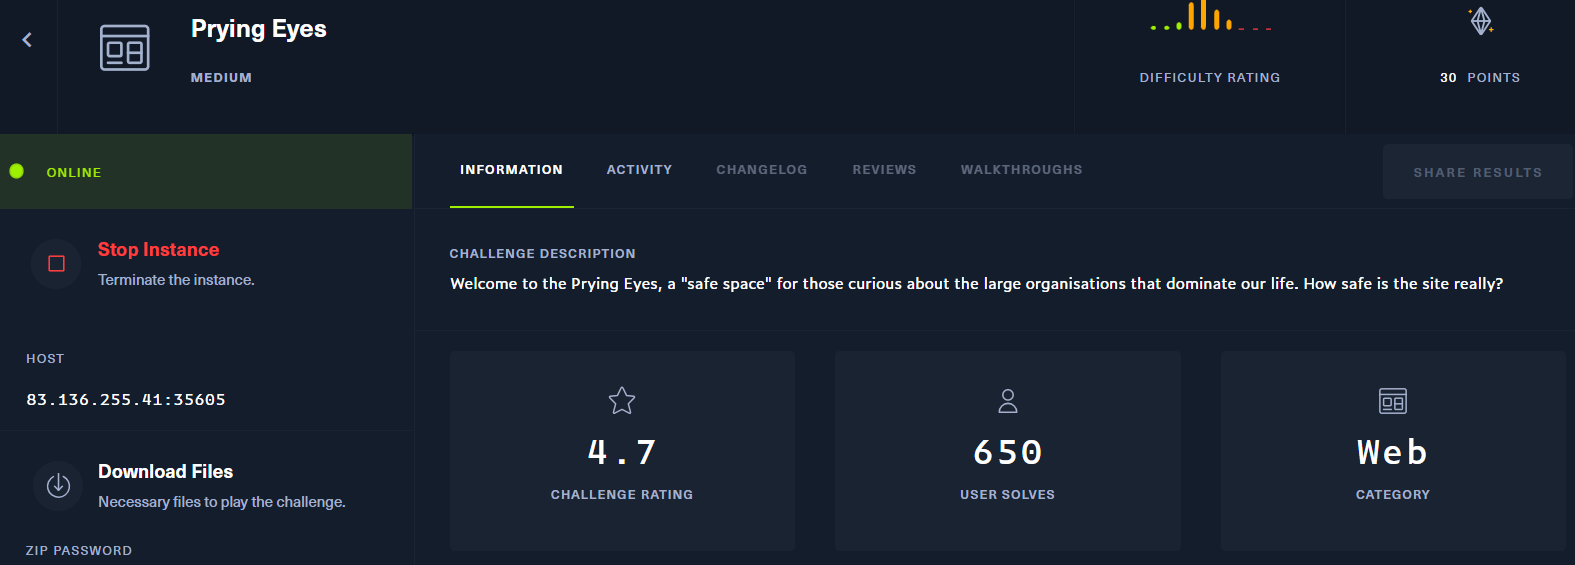 Prying Eyes
MEDIUM
DIFFICULTY RATING
30 POINTS
ONLINE
INFORMATION ACTIVITY CHANGELOG REVIEWS WALKTHROUGHS
SHARE RESULTS
Stop Instance
Terminate the instance.
HOST
83.136.255.41:35605
Download Files
Necessary files to play the challenge.
ZIP PASSWORD
CHALLENGE DESCRIPTION
Welcome to the Prying Eyes, a "safe space" for those curious about the large organisations that dominate our life. How safe is the site really?
4.7
CHALLENGE RATING
650
USER SOLVES
Web
CATEGORY